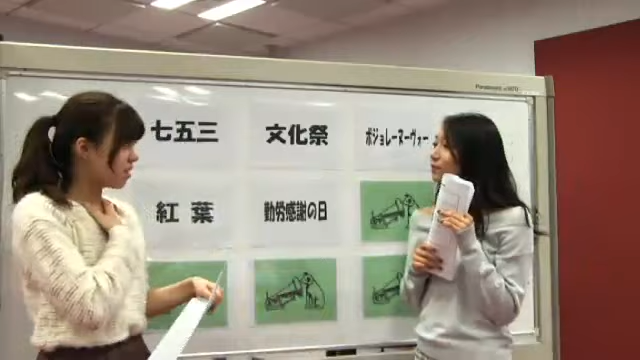 七五三
文化祭
ボジョレーヌーヴォー
紅葉
勤労感謝の日